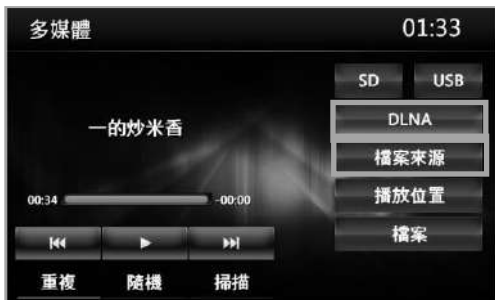 多媒體 01:33
SD USB
DLNA
一的炒米香
檔案來源
00:34 -00:00
播放位置
檔案
重複 隨機 掃描